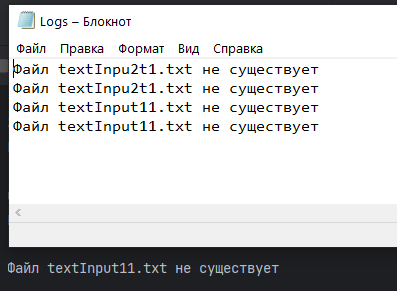 Logs – Блокнот
Файл Правка Формат Вид Справка
Файл textInpu2t1.txt не существует
Файл textInpu2t1.txt не существует
Файл textInput11.txt не существует
Файл textInput11.txt не существует
Файл textInput11.txt не существует